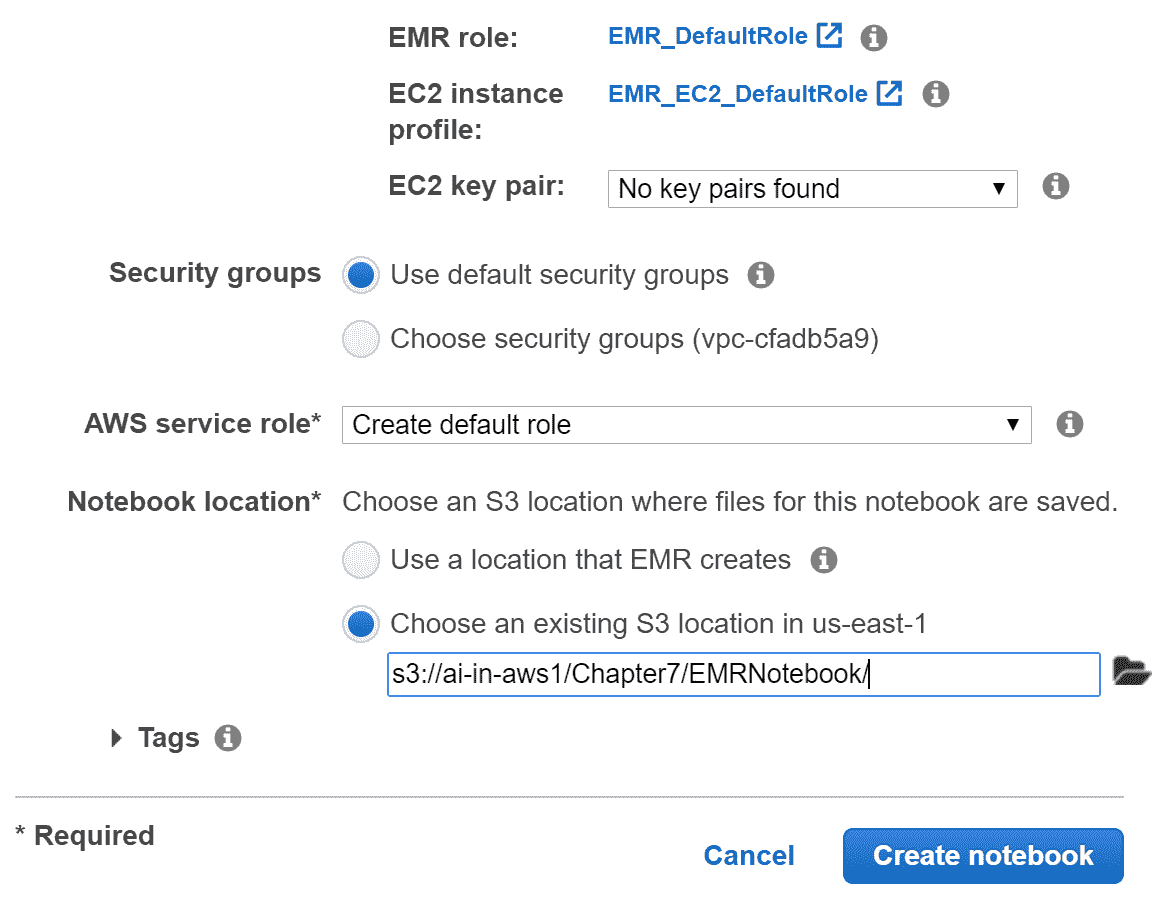 EMR role: EMR_DefaultRole
EC2 instance EMR_EC2_DefaultRole
profile:
EC2 key pair: No key pairs found
Security groups Use default security groups
Choose security groups (vpc-cfadb5a9)
AWS service role* Create default role
Notebook location* Choose an S3 location where files for this notebook are saved.
Use a location that EMR creates
Choose an existing S3 location in us-east-1
s3://ai-in-aws1/Chapter7/EMRNotebook/
Tags
* Required
Cancel Create notebook